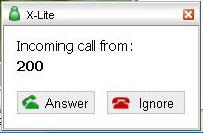 X-Lite
Incoming call from:
200
Answer
Ignore